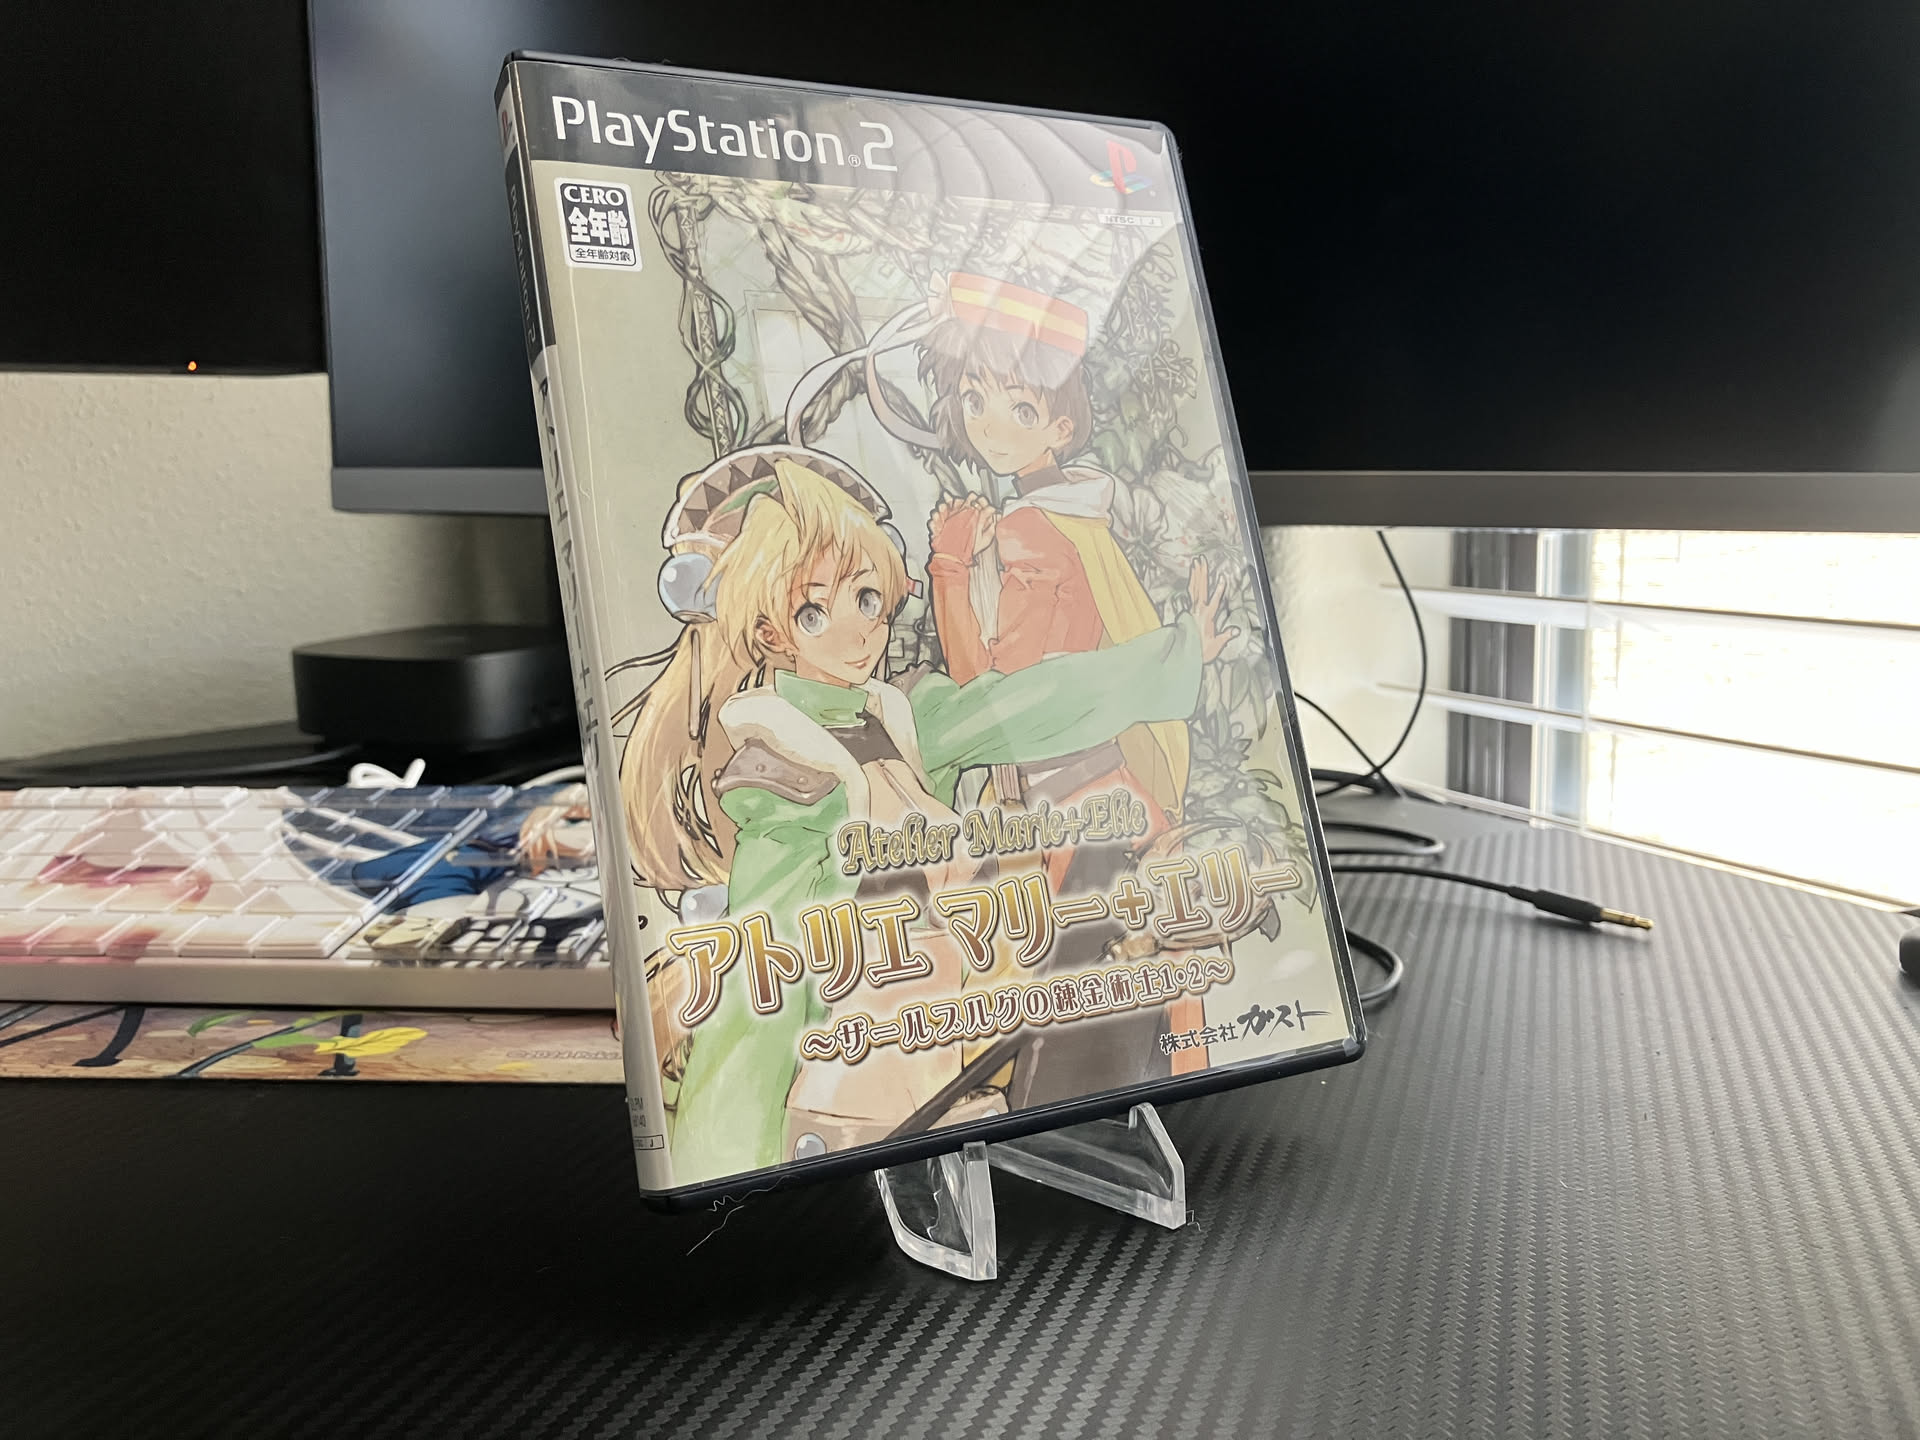 PlayStation®2
CERO
全年齢
全年齢対象
NTSC J
Atelier Marie+Elie
アトリエ マリー+エリー
～ザールブルグの錬金術士1・2～
株式会社ガスト
PlayStation 2